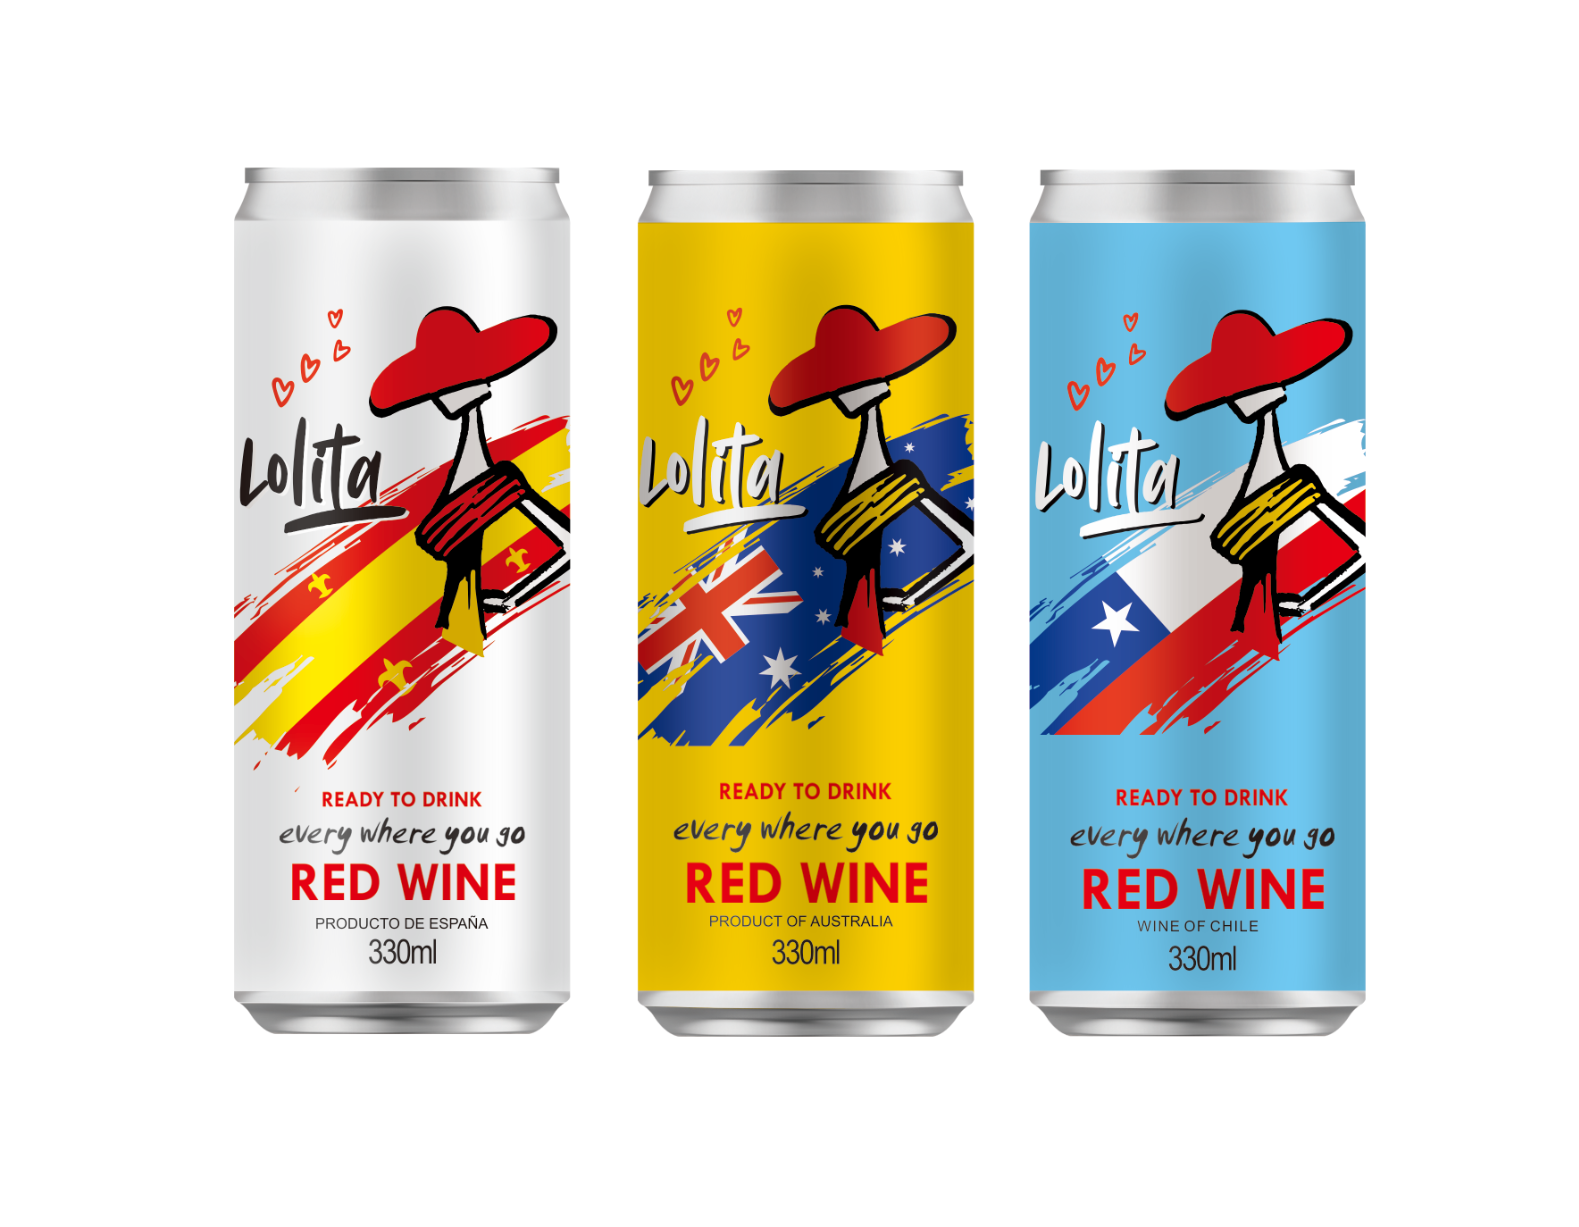 Lolita
READY TO DRINK
every where you go
RED WINE
PRODUCTO DE ESPAÑA
330ml
Lolita
READY TO DRINK
every where you go
RED WINE
PRODUCT OF AUSTRALIA
330ml
Lolita
READY TO DRINK
every where you go
RED WINE
WINE OF CHILE
330ml